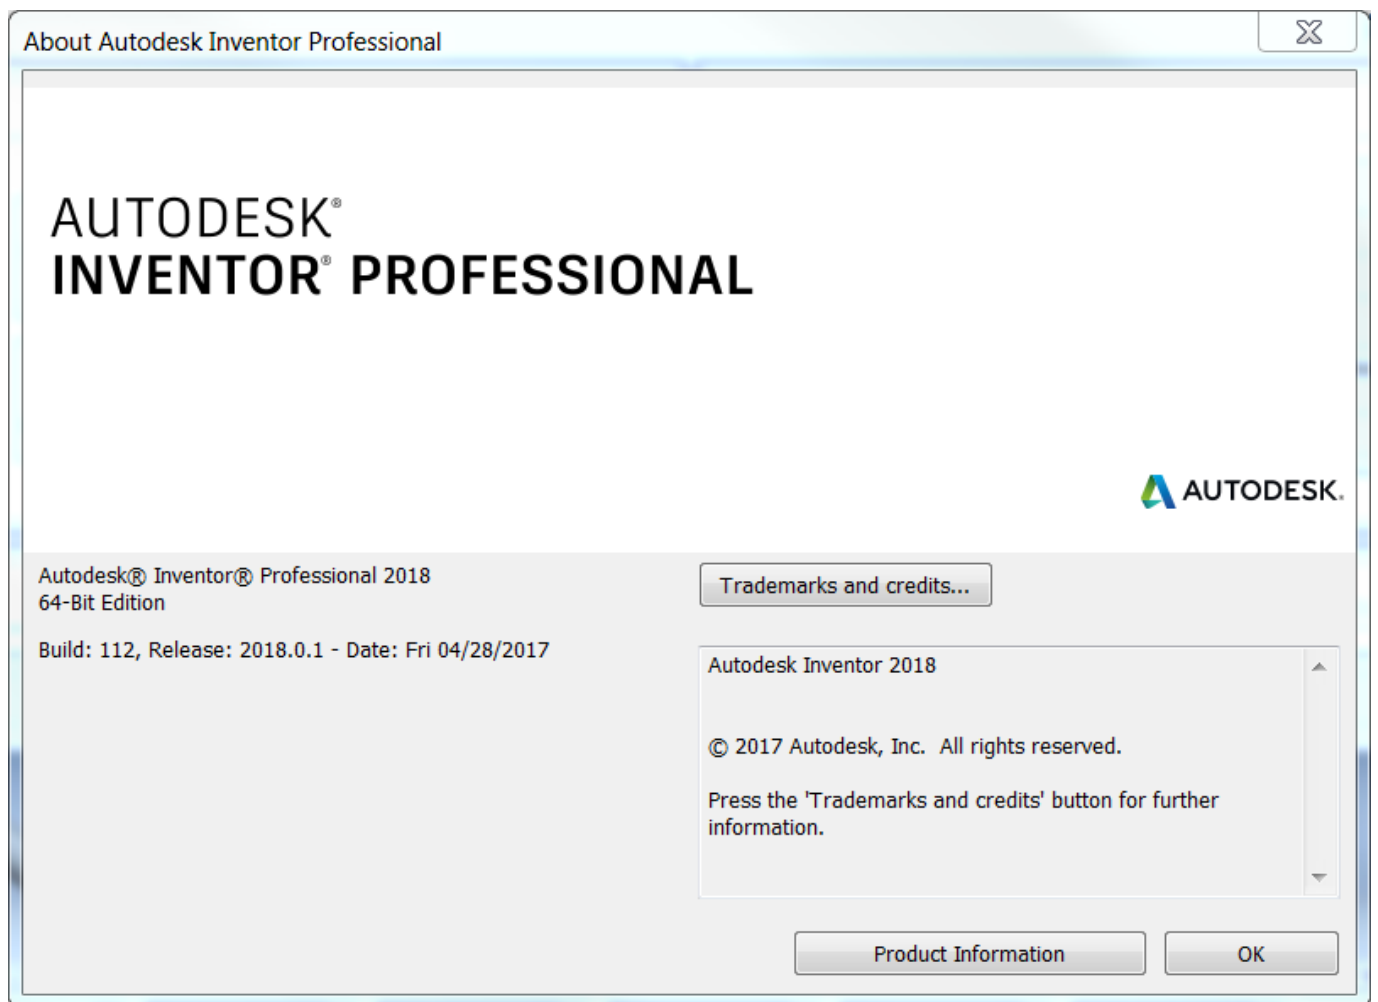 About Autodesk Inventor Professional
AUTODESK®
INVENTOR® PROFESSIONAL
AUTODESK.
Autodesk® Inventor® Professional 2018
64-Bit Edition
Build: 112, Release: 2018.0.1 - Date: Fri 04/28/2017
Trademarks and credits...
Autodesk Inventor 2018
© 2017 Autodesk, Inc.  All rights reserved.
Press the 'Trademarks and credits' button for further
information.
Product Information
OK